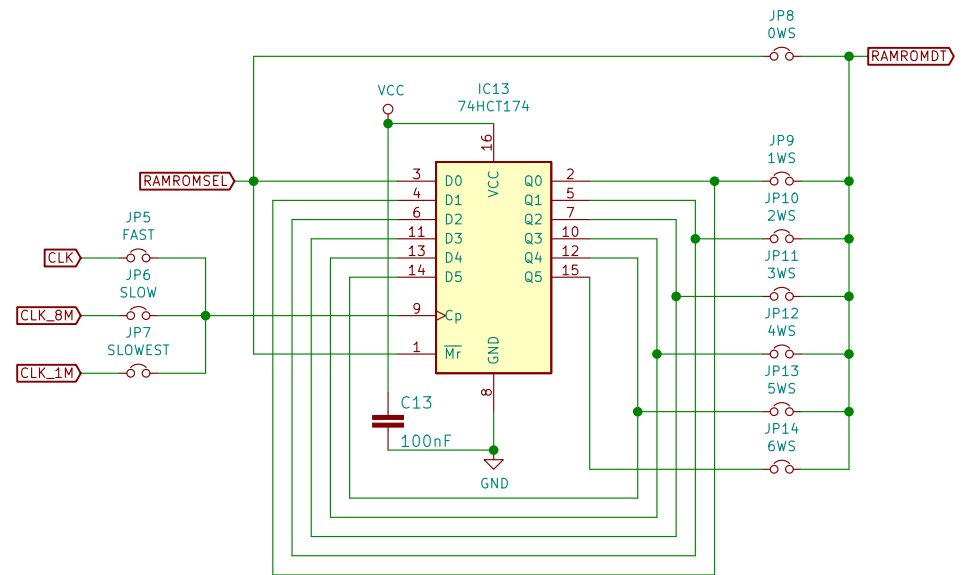 JP8
0WS
RAMROMDT
VCC
IC13
74HCT174
16
VCC
JP9
1WS
RAMROMSEL
3 D0 Q0 2
4 D1 Q1 5
JP10
2WS
6 D2 Q2 7
JP5
FAST
11 D3 Q3 10
CLK
13 D4 Q4 12
JP11
3WS
JP6
SLOW
14 D5 Q5 15
CLK_8M
9 Cp
JP12
4WS
JP7
SLOWEST
1 Mr
GND
CLK_1M
JP13
5WS
8
C13
100nF
JP14
6WS
GND